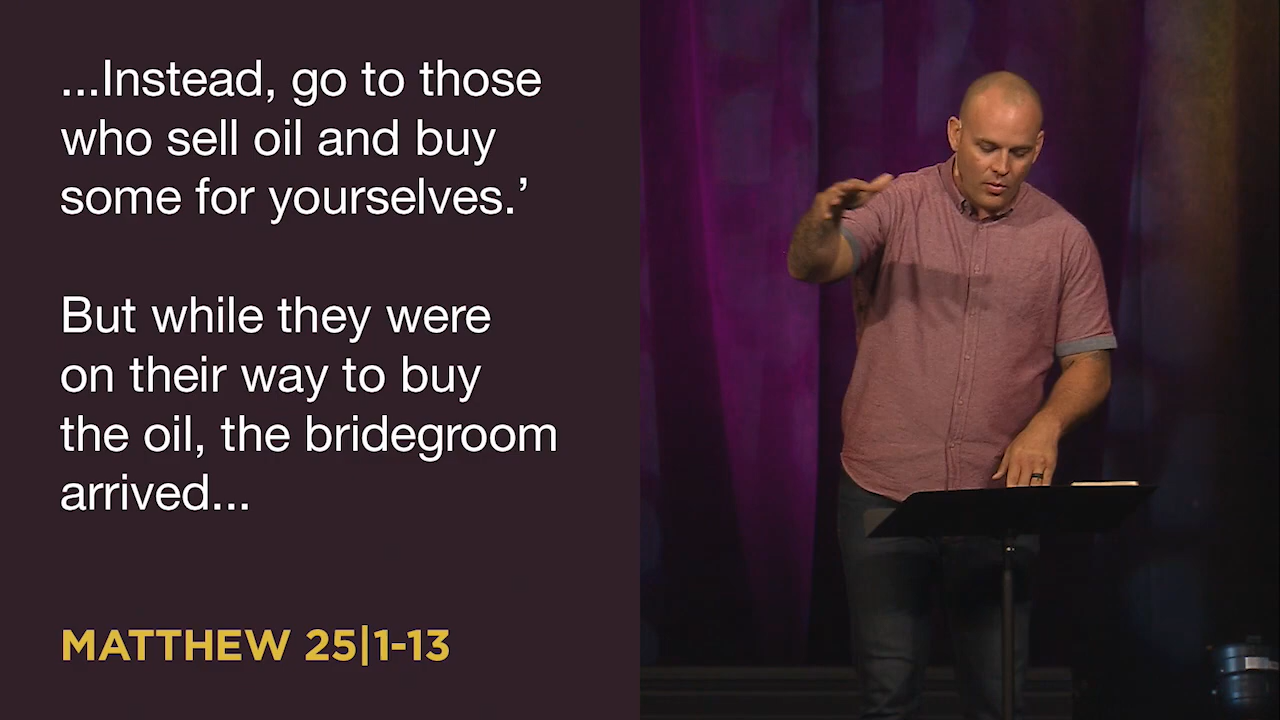 ...Instead, go to those
who sell oil and buy
some for yourselves.’
But while they were
on their way to buy
the oil, the bridegroom
arrived...
MATTHEW 25|1-13